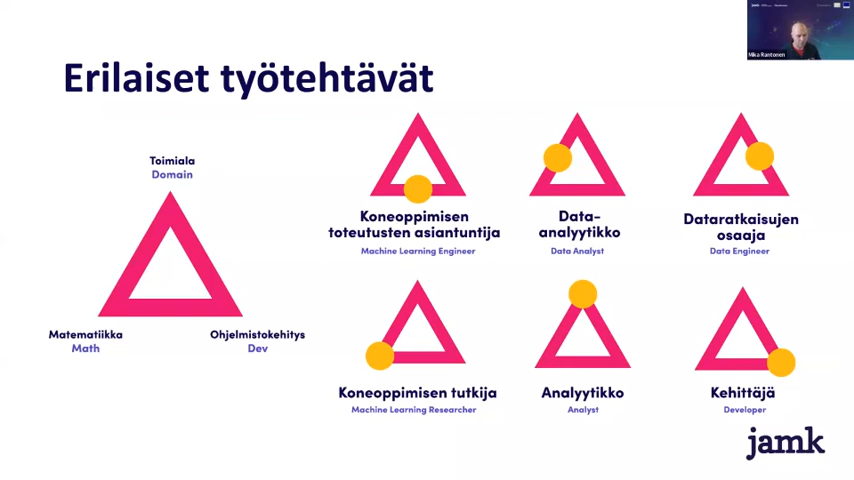 Erilaiset työtehtävät
Toimiala
Domain
Matematiikka
Math
Ohjelmistokehitys
Dev
Koneoppimisen
toteutusten asiantuntija
Machine Learning Engineer
Data-
analyytikko
Data Analyst
Dataratkaisujen
osaaja
Data Engineer
Koneoppimisen tutkija
Machine Learning Researcher
Analyytikko
Analyst
Kehittäjä
Developer
jamk
jamk
Mika Rantonen